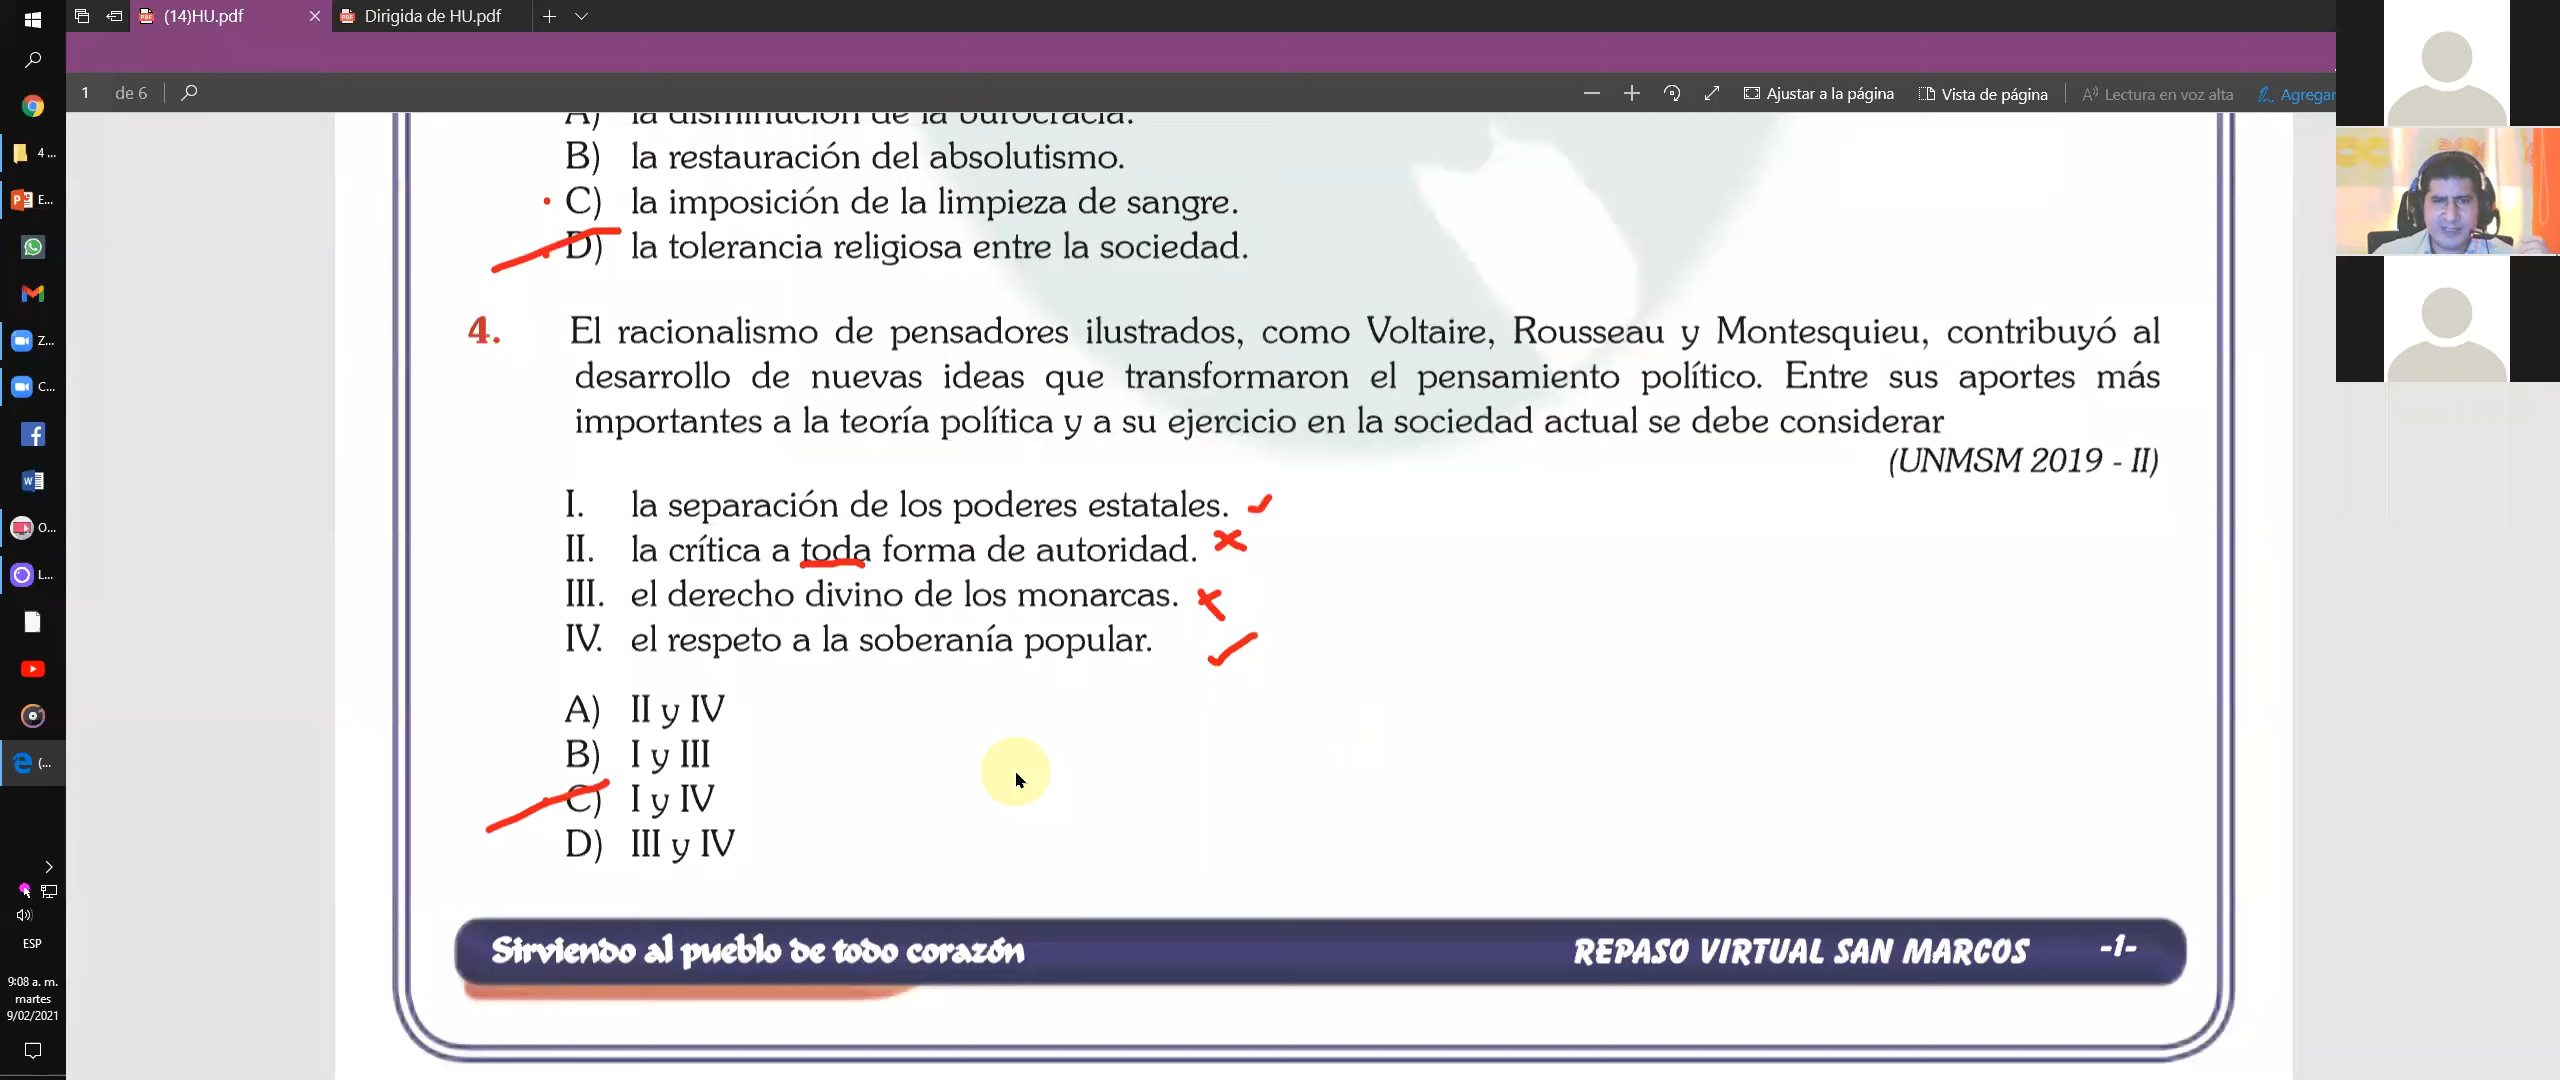 (14)HU.pdf
Dirigida de HU.pdf
1 de 6
Ajustar a la página
Vista de página
Lectura en voz alta
Agregar
A) la disminución de la burocracia.
B) la restauración del absolutismo.
C) la imposición de la limpieza de sangre.
D) la tolerancia religiosa entre la sociedad.
4. El racionalismo de pensadores ilustrados, como Voltaire, Rousseau y Montesquieu, contribuyó al
desarrollo de nuevas ideas que transformaron el pensamiento político. Entre sus aportes más
importantes a la teoría política y a su ejercicio en la sociedad actual se debe considerar
(UNMSM 2019 - II)
I. la separación de los poderes estatales.
II. la crítica a toda forma de autoridad.
III. el derecho divino de los monarcas.
IV. el respeto a la soberanía popular.
A) II y IV
B) I y III
C) I y IV
D) III y IV
Sirviendo al pueblo de todo corazón
REPASO VIRTUAL SAN MARCOS -1-
4 ...
E...
Z...
C...
O...
L...
(...
ESP
9:08 a. m.
martes
9/02/2021